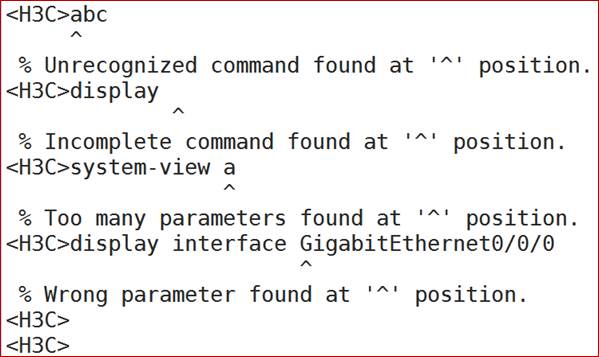 <H3C>abc
     ^
 % Unrecognized command found at '^' position.
<H3C>display
             ^
 % Incomplete command found at '^' position.
<H3C>system-view a
                 ^
 % Too many parameters found at '^' position.
<H3C>display interface GigabitEthernet0/0/0
                       ^
 % Wrong parameter found at '^' position.
<H3C>
<H3C>